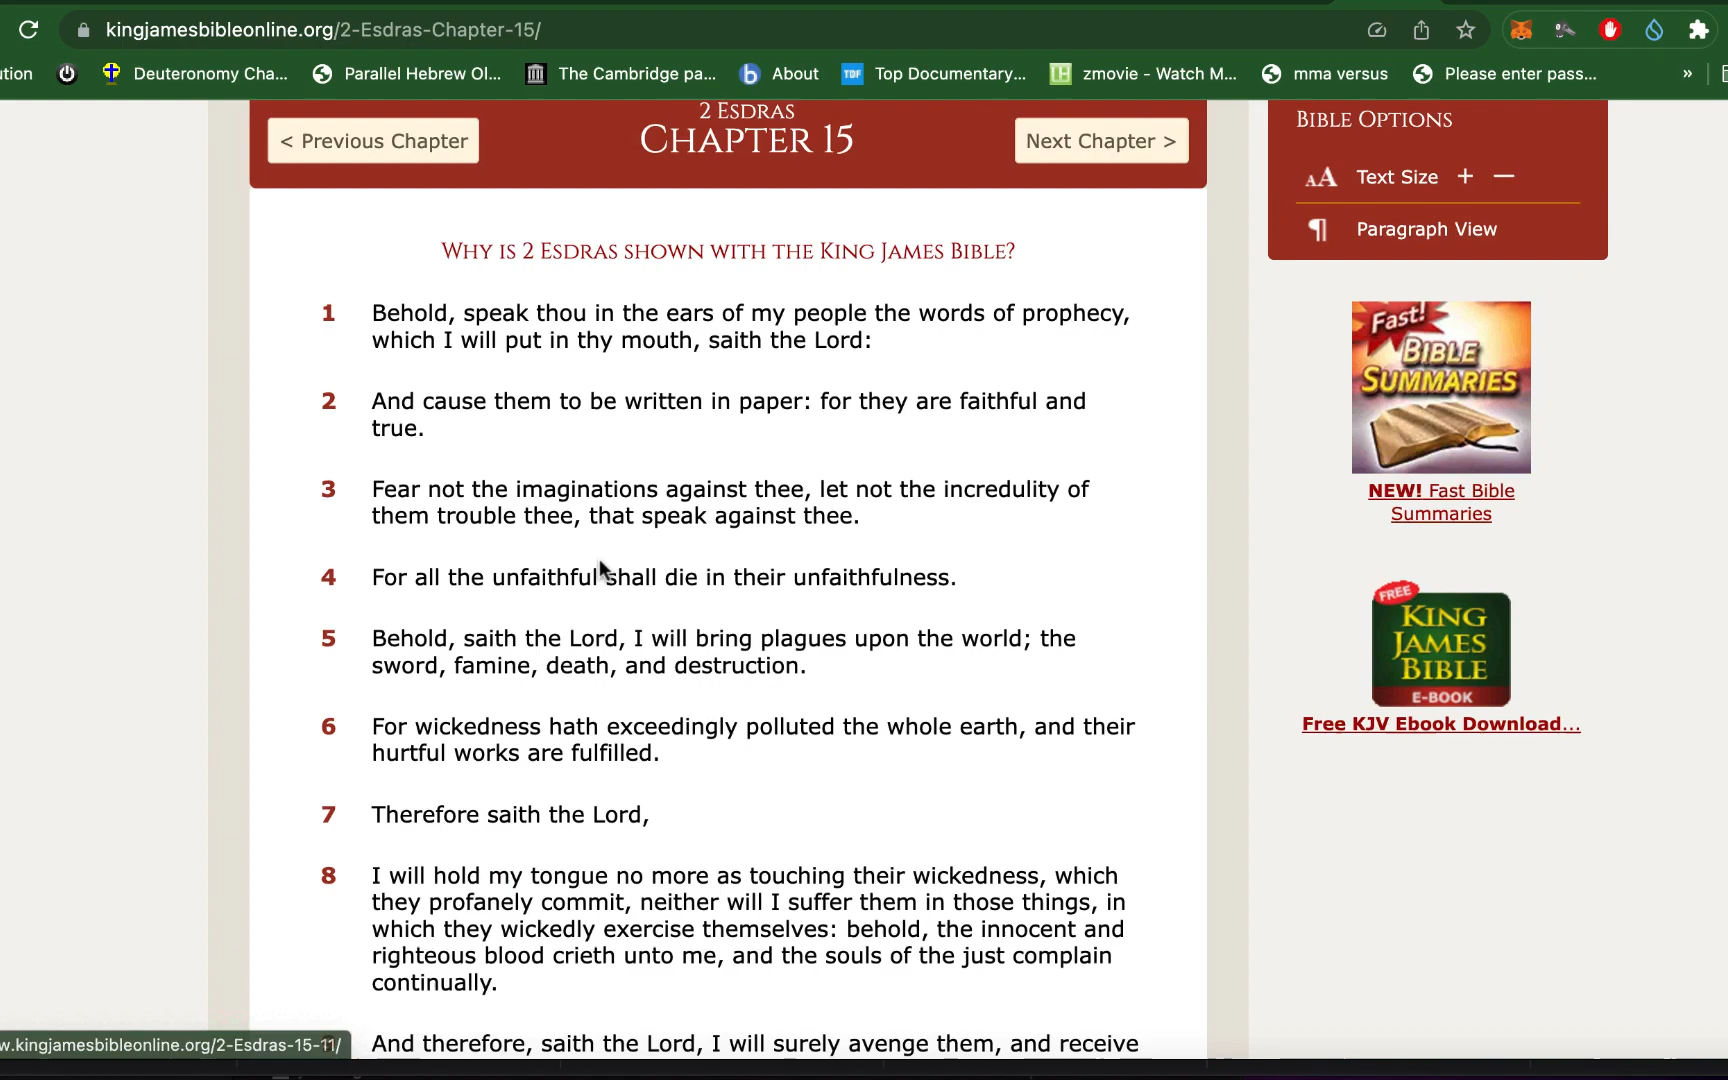 kingjamesbibleonline.org/2-Esdras-Chapter-15/
ution Deuteronomy Cha... Parallel Hebrew Ol... The Cambridge pa... b About TDF Top Documentary... LH zmovie - Watch M... mma versus Please enter pass... »
2 Esdras
< Previous Chapter Chapter 15 Next Chapter >
Bible Options
AA Text Size + —
¶ Paragraph View
Why is 2 Esdras shown with the King James Bible?
1 Behold, speak thou in the ears of my people the words of prophecy,
which I will put in thy mouth, saith the Lord:
2 And cause them to be written in paper: for they are faithful and
true.
3 Fear not the imaginations against thee, let not the incredulity of
them trouble thee, that speak against thee.
4 For all the unfaithful shall die in their unfaithfulness.
5 Behold, saith the Lord, I will bring plagues upon the world; the
sword, famine, death, and destruction.
6 For wickedness hath exceedingly polluted the whole earth, and their
hurtful works are fulfilled.
7 Therefore saith the Lord,
8 I will hold my tongue no more as touching their wickedness, which
they profanely commit, neither will I suffer them in those things, in
which they wickedly exercise themselves: behold, the innocent and
righteous blood crieth unto me, and the souls of the just complain
continually.
And therefore, saith the Lord, I will surely avenge them, and receive
Fast!
BIBLE
SUMMARIES
NEW! Fast Bible
Summaries
FREE
KING
JAMES
BIBLE
E-BOOK
Free KJV Ebook Download...
w.kingjamesbibleonline.org/2-Esdras-15-11/